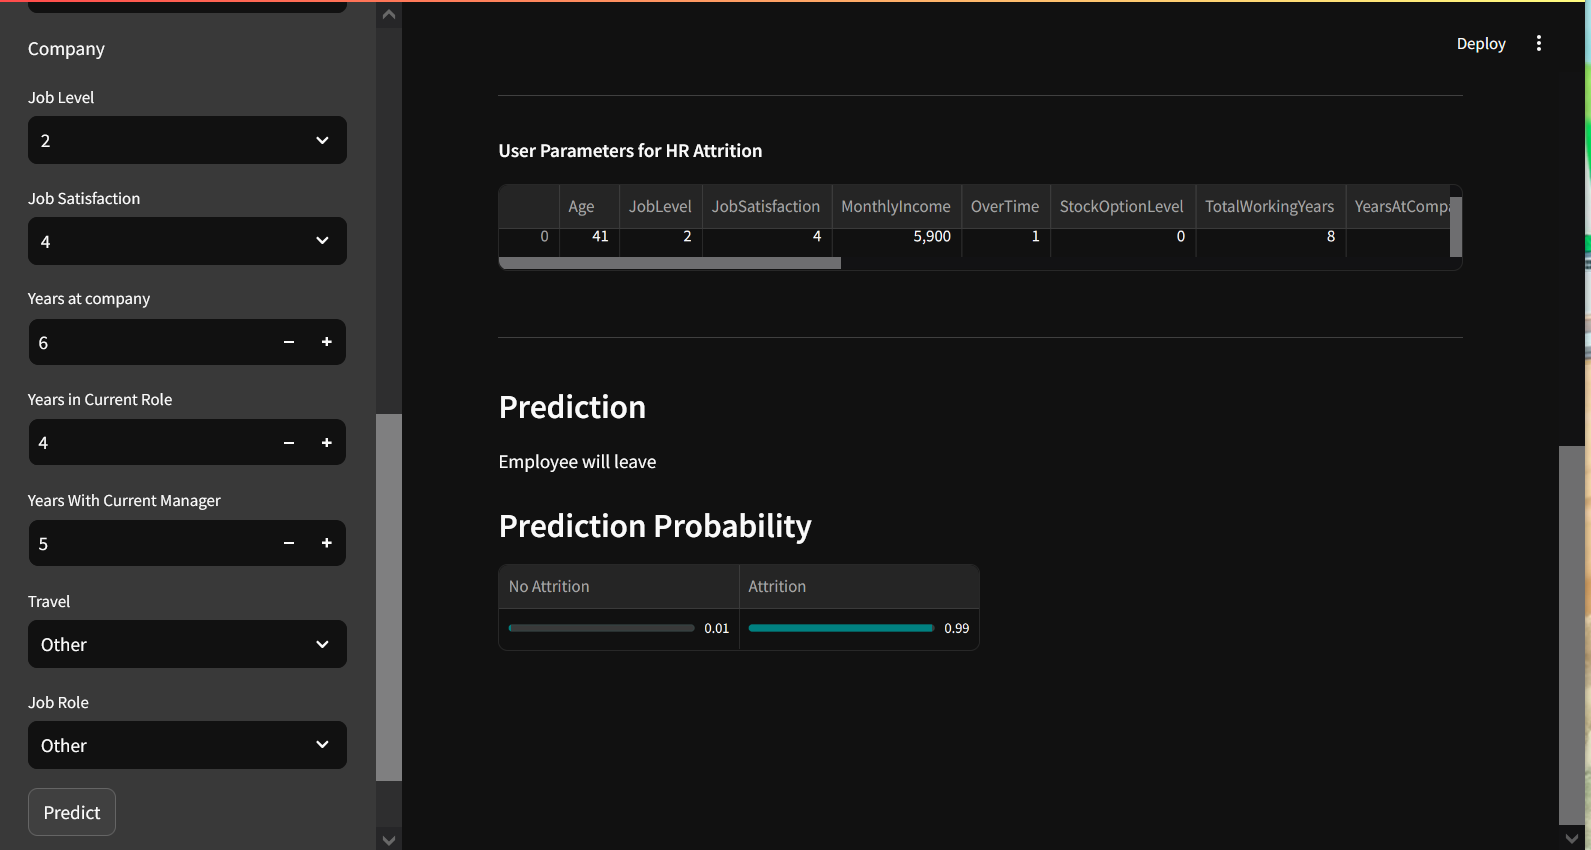 Company
Job Level
2
Job Satisfaction
4
Years at company
6
Years in Current Role
4
Years With Current Manager
5
Travel
Other
Job Role
Other
Predict
Deploy
User Parameters for HR Attrition
Age JobLevel JobSatisfaction MonthlyIncome OverTime StockOptionLevel TotalWorkingYears YearsAtCompa
0 41 2 4 5,900 1 0 8
Prediction
Employee will leave
Prediction Probability
No Attrition Attrition
0.01 0.99